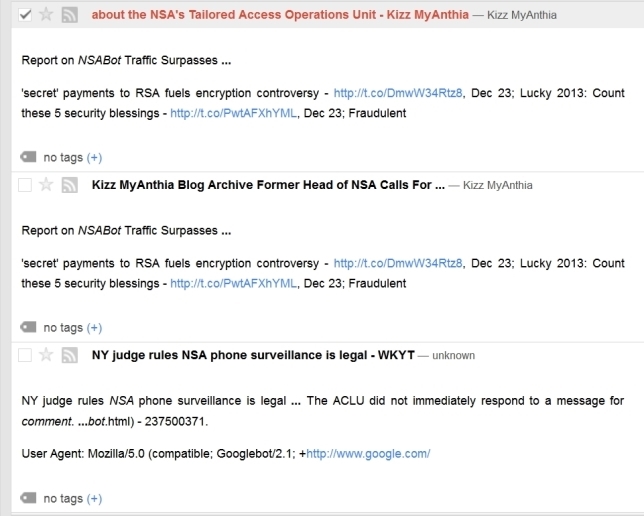 about the NSA's Tailored Access Operations Unit - Kizz MyAnthia — Kizz MyAnthia
Report on NSABot Traffic Surpasses ...
'secret' payments to RSA fuels encryption controversy - http://t.co/DmwW34Rtz8, Dec 23; Lucky 2013: Count
these 5 security blessings - http://t.co/PwtAFXhYML, Dec 23; Fraudulent
no tags (+)
Kizz MyAnthia Blog Archive Former Head of NSA Calls For ... — Kizz MyAnthia
Report on NSABot Traffic Surpasses ...
'secret' payments to RSA fuels encryption controversy - http://t.co/DmwW34Rtz8, Dec 23; Lucky 2013: Count
these 5 security blessings - http://t.co/PwtAFXhYML, Dec 23; Fraudulent
no tags (+)
NY judge rules NSA phone surveillance is legal - WKYT — unknown
NY judge rules NSA phone surveillance is legal ... The ACLU did not immediately respond to a message for
comment. ...bot.html) - 237500371.
User Agent: Mozilla/5.0 (compatible; Googlebot/2.1; +http://www.google.com/
no tags (+)